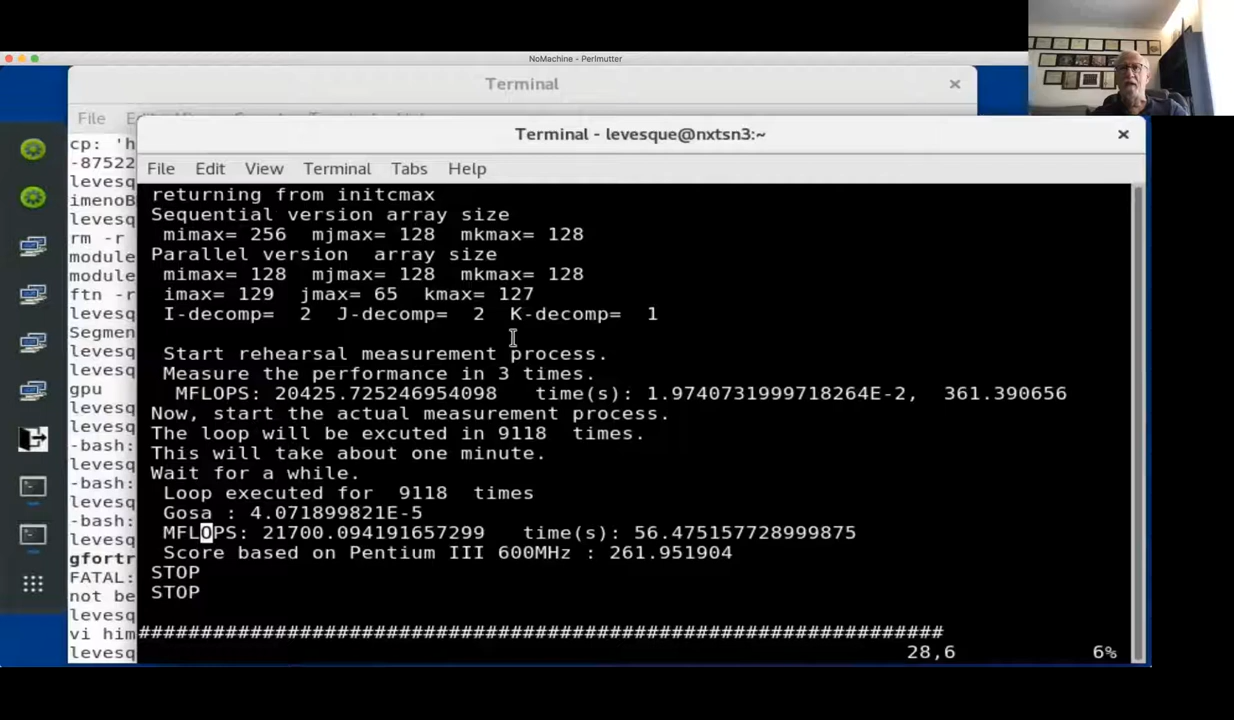 NoMachine - Perlmutter
Terminal
File
cp: 'h
-87522
levesq
imenoB
levesq
rm -r
module
module
ftn -r
levesq
Segmen
levesq
levesq
gpu
levesq
levesq
-bash:
levesq
-bash:
levesq
-bash:
levesq
gfortr
FATAL:
not be
levesq
vi him
levesq
Terminal - levesque@nxtsn3:~
File Edit View Terminal Tabs Help
returning from initcmax
Sequential version array size
mimax= 256 mjmax= 128 mkmax= 128
Parallel version array size
mimax= 128 mjmax= 128 mkmax= 128
imax= 129 jmax= 65 kmax= 127
I-decomp= 2 J-decomp= 2 K-decomp= 1
Start rehearsal measurement process.
Measure the performance in 3 times.
MFLOPS: 20425.725246954098 time(s): 1.9740731999718264E-2, 361.390656
Now, start the actual measurement process.
The loop will be excuted in 9118 times.
This will take about one minute.
Wait for a while.
Loop executed for 9118 times
Gosa : 4.071899821E-5
MFLOPS: 21700.094191657299 time(s): 56.475157728999875
Score based on Pentium III 600MHz : 261.951904
STOP
STOP
#################################################################
28,6 6%